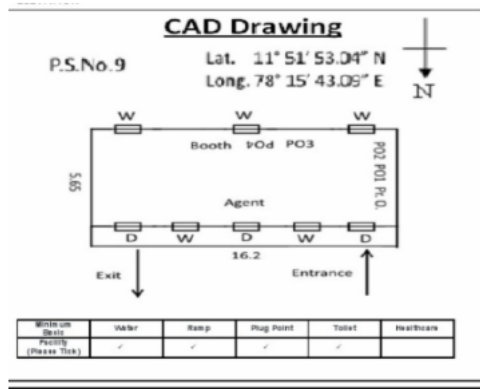 CAD Drawing
P.S.No.9
Lat. 11° 51' 53.04" N
Long. 78° 15' 43.09" E
N
W W W
Booth PO4 PO3
PO2 PO1 Pr.O.
5.65
Agent
D W D W D
16.2
Exit
Entrance
Minimum Basic Facility (Please Tick) Water Ramp Plug Point Toilet Healthcare
✓ ✓ ✓ ✓